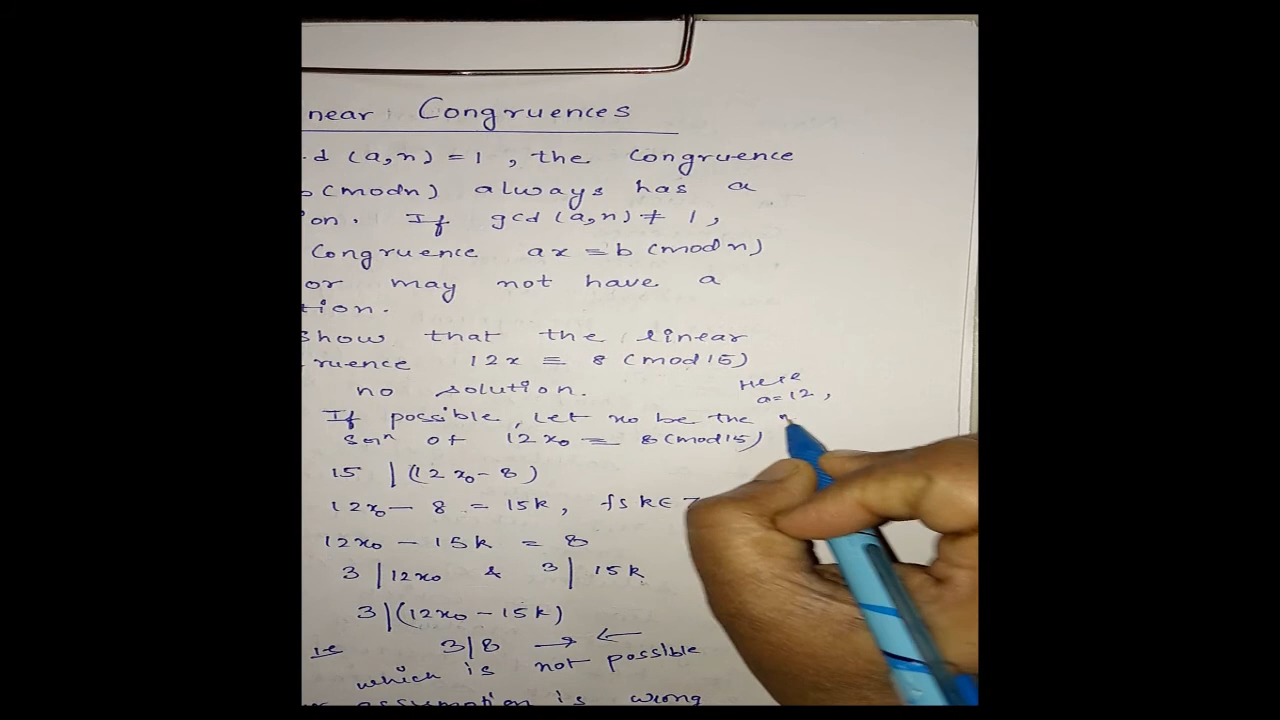 near Congruences
d (a,n) = 1 , the congruence
b (mod n) always has a
on. If gcd (a,n) ≠ 1,
Congruence ax ≡ b (mod n)
or may not have a
tion.
Show that the linear
ruence 12x ≡ 8 (mod 15)
no solution.
Here
a = 12 ,
If possible, Let x0 be the
Soln of 12x0 ≡ 8 (mod 15)
15 | (12x0 - 8)
12x0 - 8 = 15k, fs k ∈ Z
12x0 - 15k = 8
3 | 12x0 & 3 | 15k
3 | (12x0 - 15k)
ie 3 | 8 → ←
which is not possible
assumption is wrong